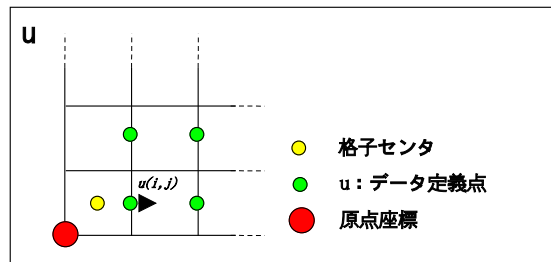 u
u(i,j)
格子センタ
u：データ定義点
原点座標